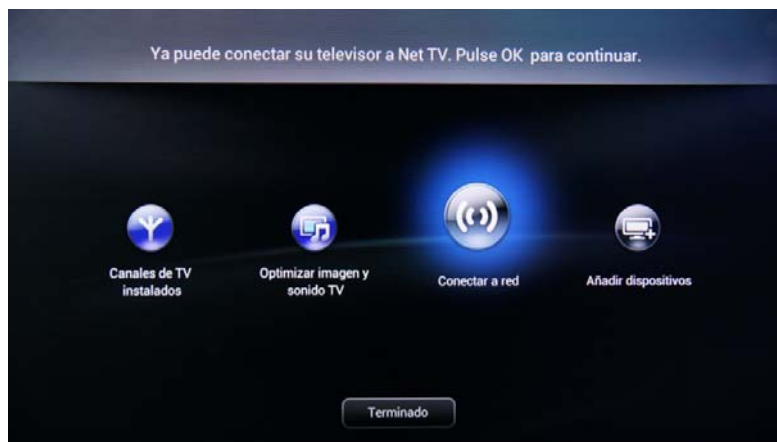 Ya puede conectar su televisor a Net TV. Pulse OK para continuar.
Canales de TV
instalados
Optimizar imagen y
sonido TV
Conectar a red
Añadir dispositivos
Terminado